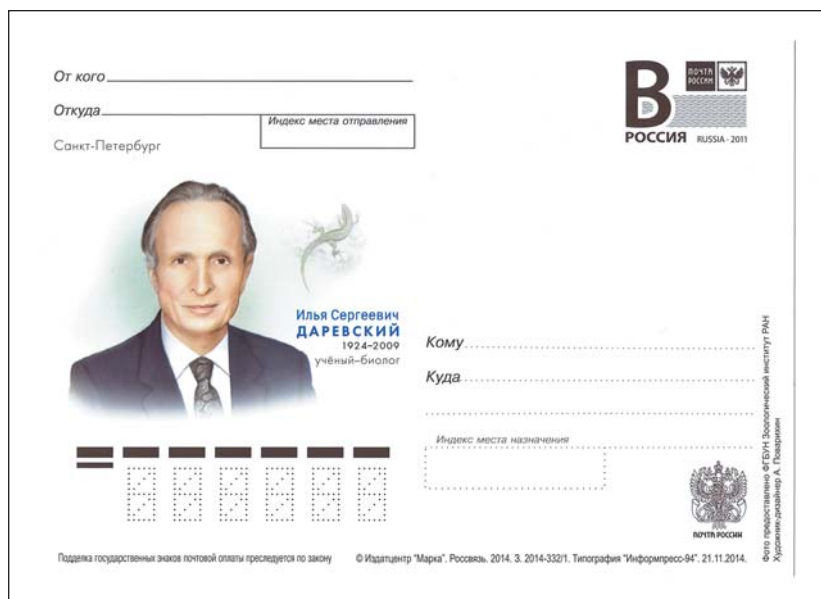 От кого
Откуда
Индекс места отправления
Санкт-Петербург
ПОЧТА
РОССИИ
B
РОССИЯ RUSSIA - 2011
Илья Сергеевич
ДАРЕВСКИЙ
1924–2009
учёный–биолог
Кому
Куда
Индекс места назначения
ПОЧТА РОССИИ
Подделка государственных знаков почтовой оплаты преследуется по закону
© Издатцентр "Марка". Россвязь. 2014. З. 2014-332/1. Типография "Информпресс-94". 21.11.2014.
Фото предоставлено ФГБУН Зоологический институт РАН
Художник-дизайнер А. Поварихин